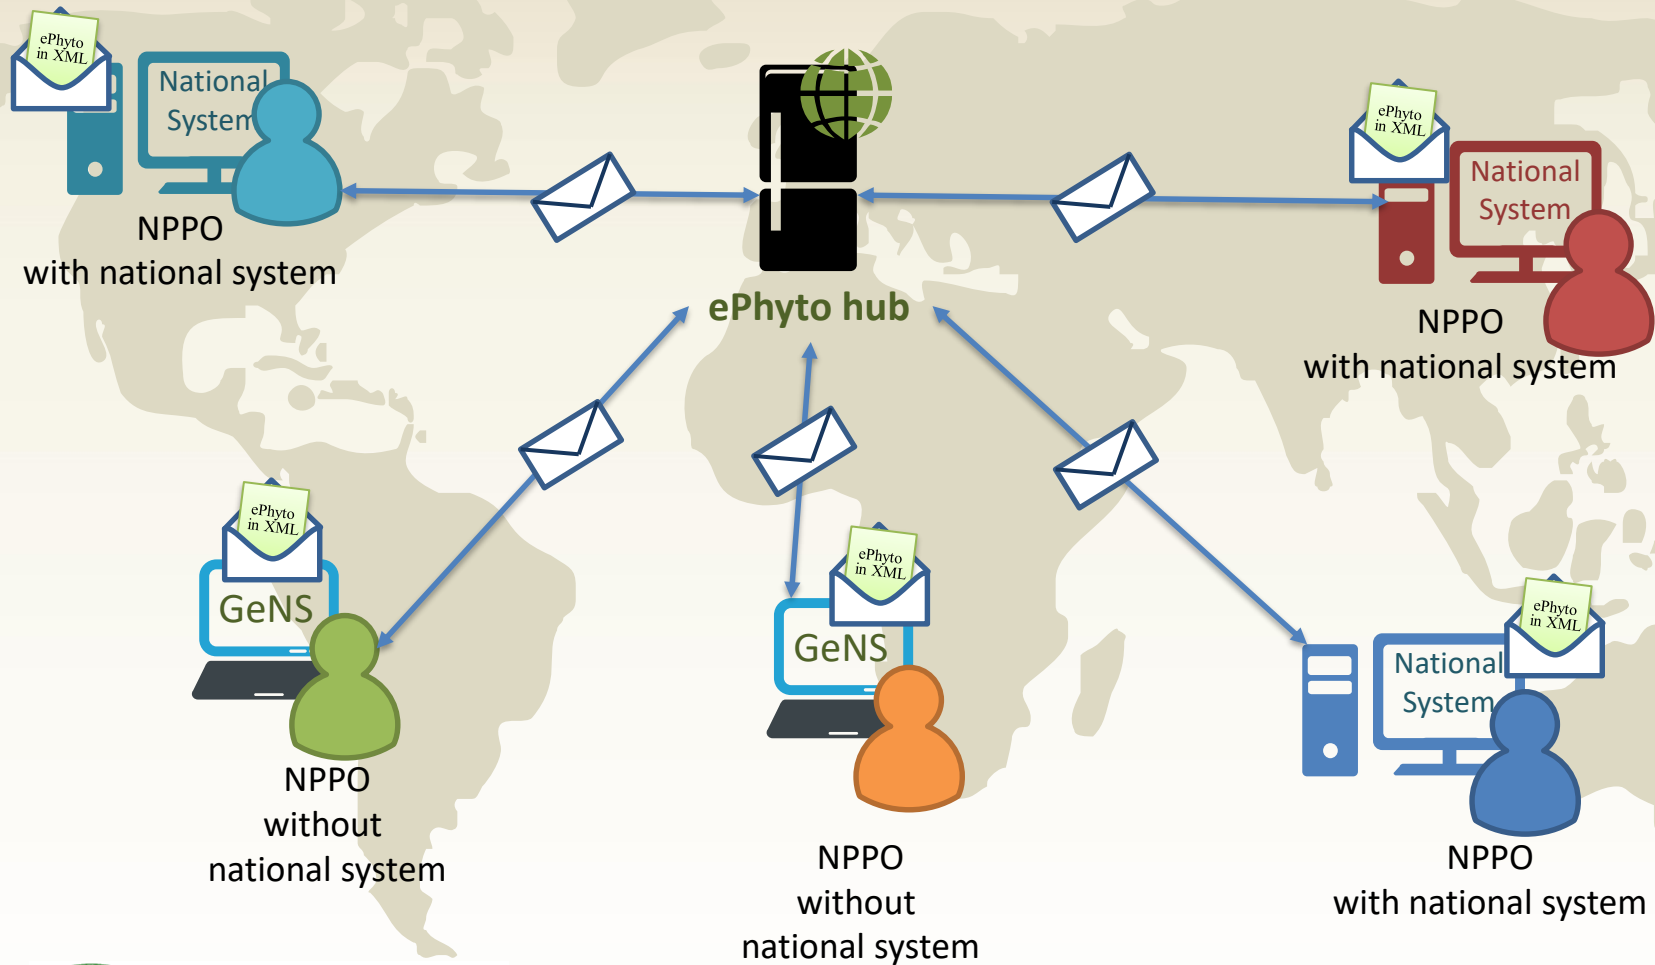 ePhyto
in XML
National
System
NPPO
with national system
ePhyto hub
ePhyto
in XML
National
System
NPPO
with national system
ePhyto
in XML
GeNS
NPPO
without
national system
ePhyto
in XML
GeNS
NPPO
without
national system
ePhyto
in XML
National
System
NPPO
with national system